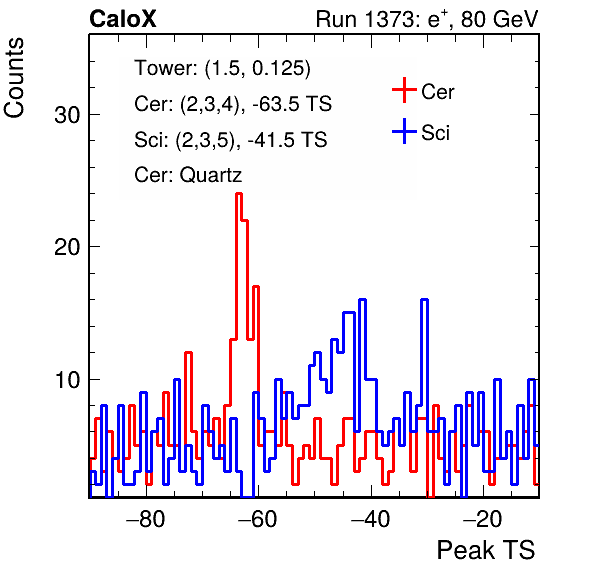 CaloX Run 1373: e⁺, 80 GeV
Counts
Tower: (1.5, 0.125)
Cer: (2,3,4), -63.5 TS
Sci: (2,3,5), -41.5 TS
Cer: Quartz
Cer
Sci
30
20
10
−80 −60 −40 −20
Peak TS